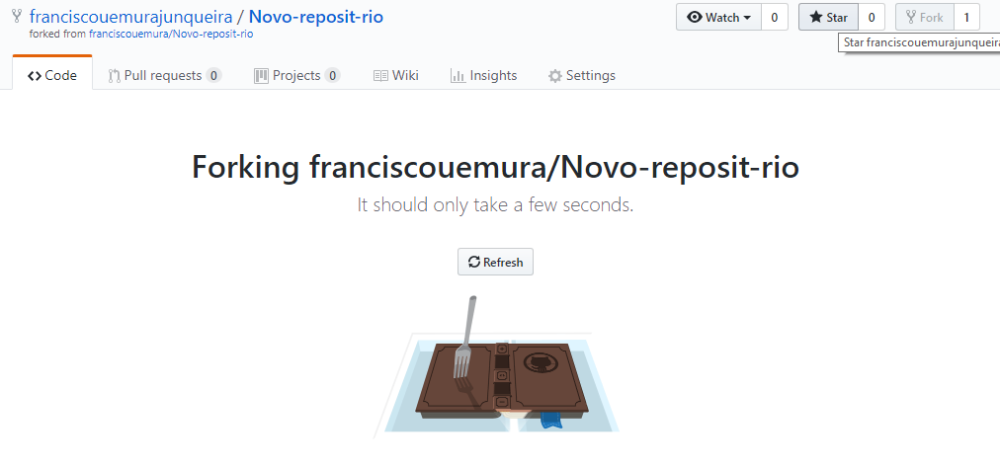 franciscouemurajunqueira / Novo-reposit-rio
forked from franciscouemura/Novo-reposit-rio
Watch 0 Star 0 Fork 1
Star franciscouemurajunqueira
Code Pull requests 0 Projects 0 Wiki Insights Settings
Forking franciscouemura/Novo-reposit-rio
It should only take a few seconds.
Refresh